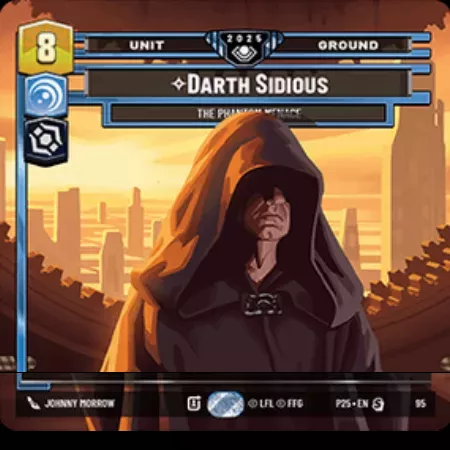 8
UNIT
2025
GROUND
DARTH SIDIOUS
THE PHANTOM MENACE
JOHNNY MORROW
© LFL © FFG
P25 • EN
S
95